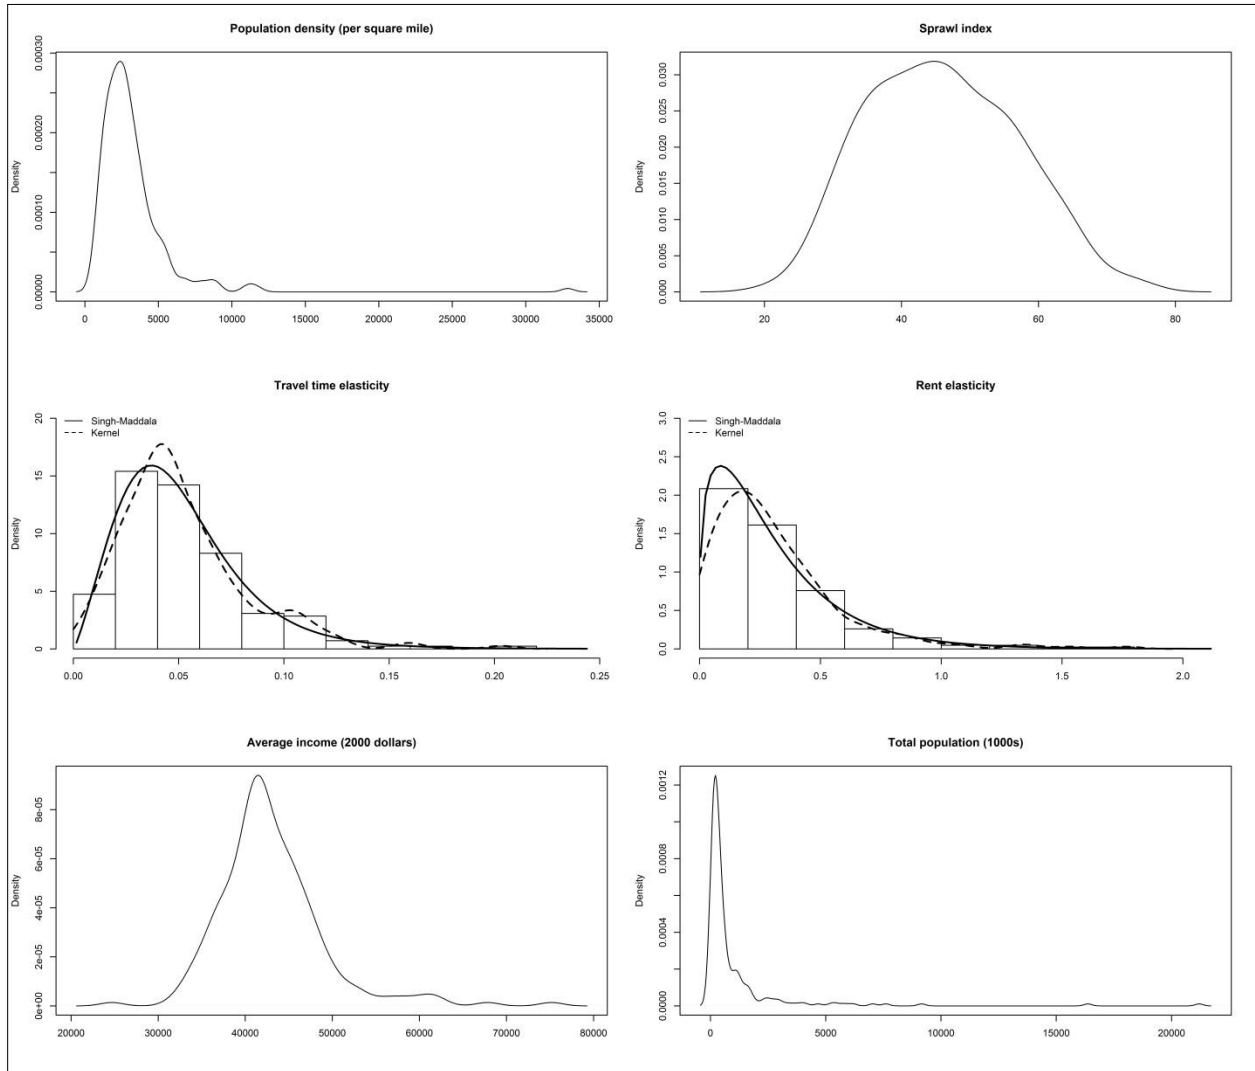 Population density (per square mile)
Density
0.00000
0.00010
0.00020
0.00030
0 5000 10000 15000 20000 25000 30000 35000
Sprawl index
Density
0.000
0.005
0.010
0.015
0.020
0.025
0.030
20 40 60 80
Travel time elasticity
Singh-Maddala
Kernel
Density
0
5
10
15
20
0.00 0.05 0.10 0.15 0.20 0.25
Rent elasticity
Singh-Maddala
Kernel
Density
0.0
0.5
1.0
1.5
2.0
2.5
3.0
0.0 0.5 1.0 1.5 2.0
Average income (2000 dollars)
Density
0e+00
2e-05
4e-05
6e-05
8e-05
20000 30000 40000 50000 60000 70000 80000
Total population (1000s)
Density
0.0000
0.0004
0.0008
0.0012
0 5000 10000 15000 20000